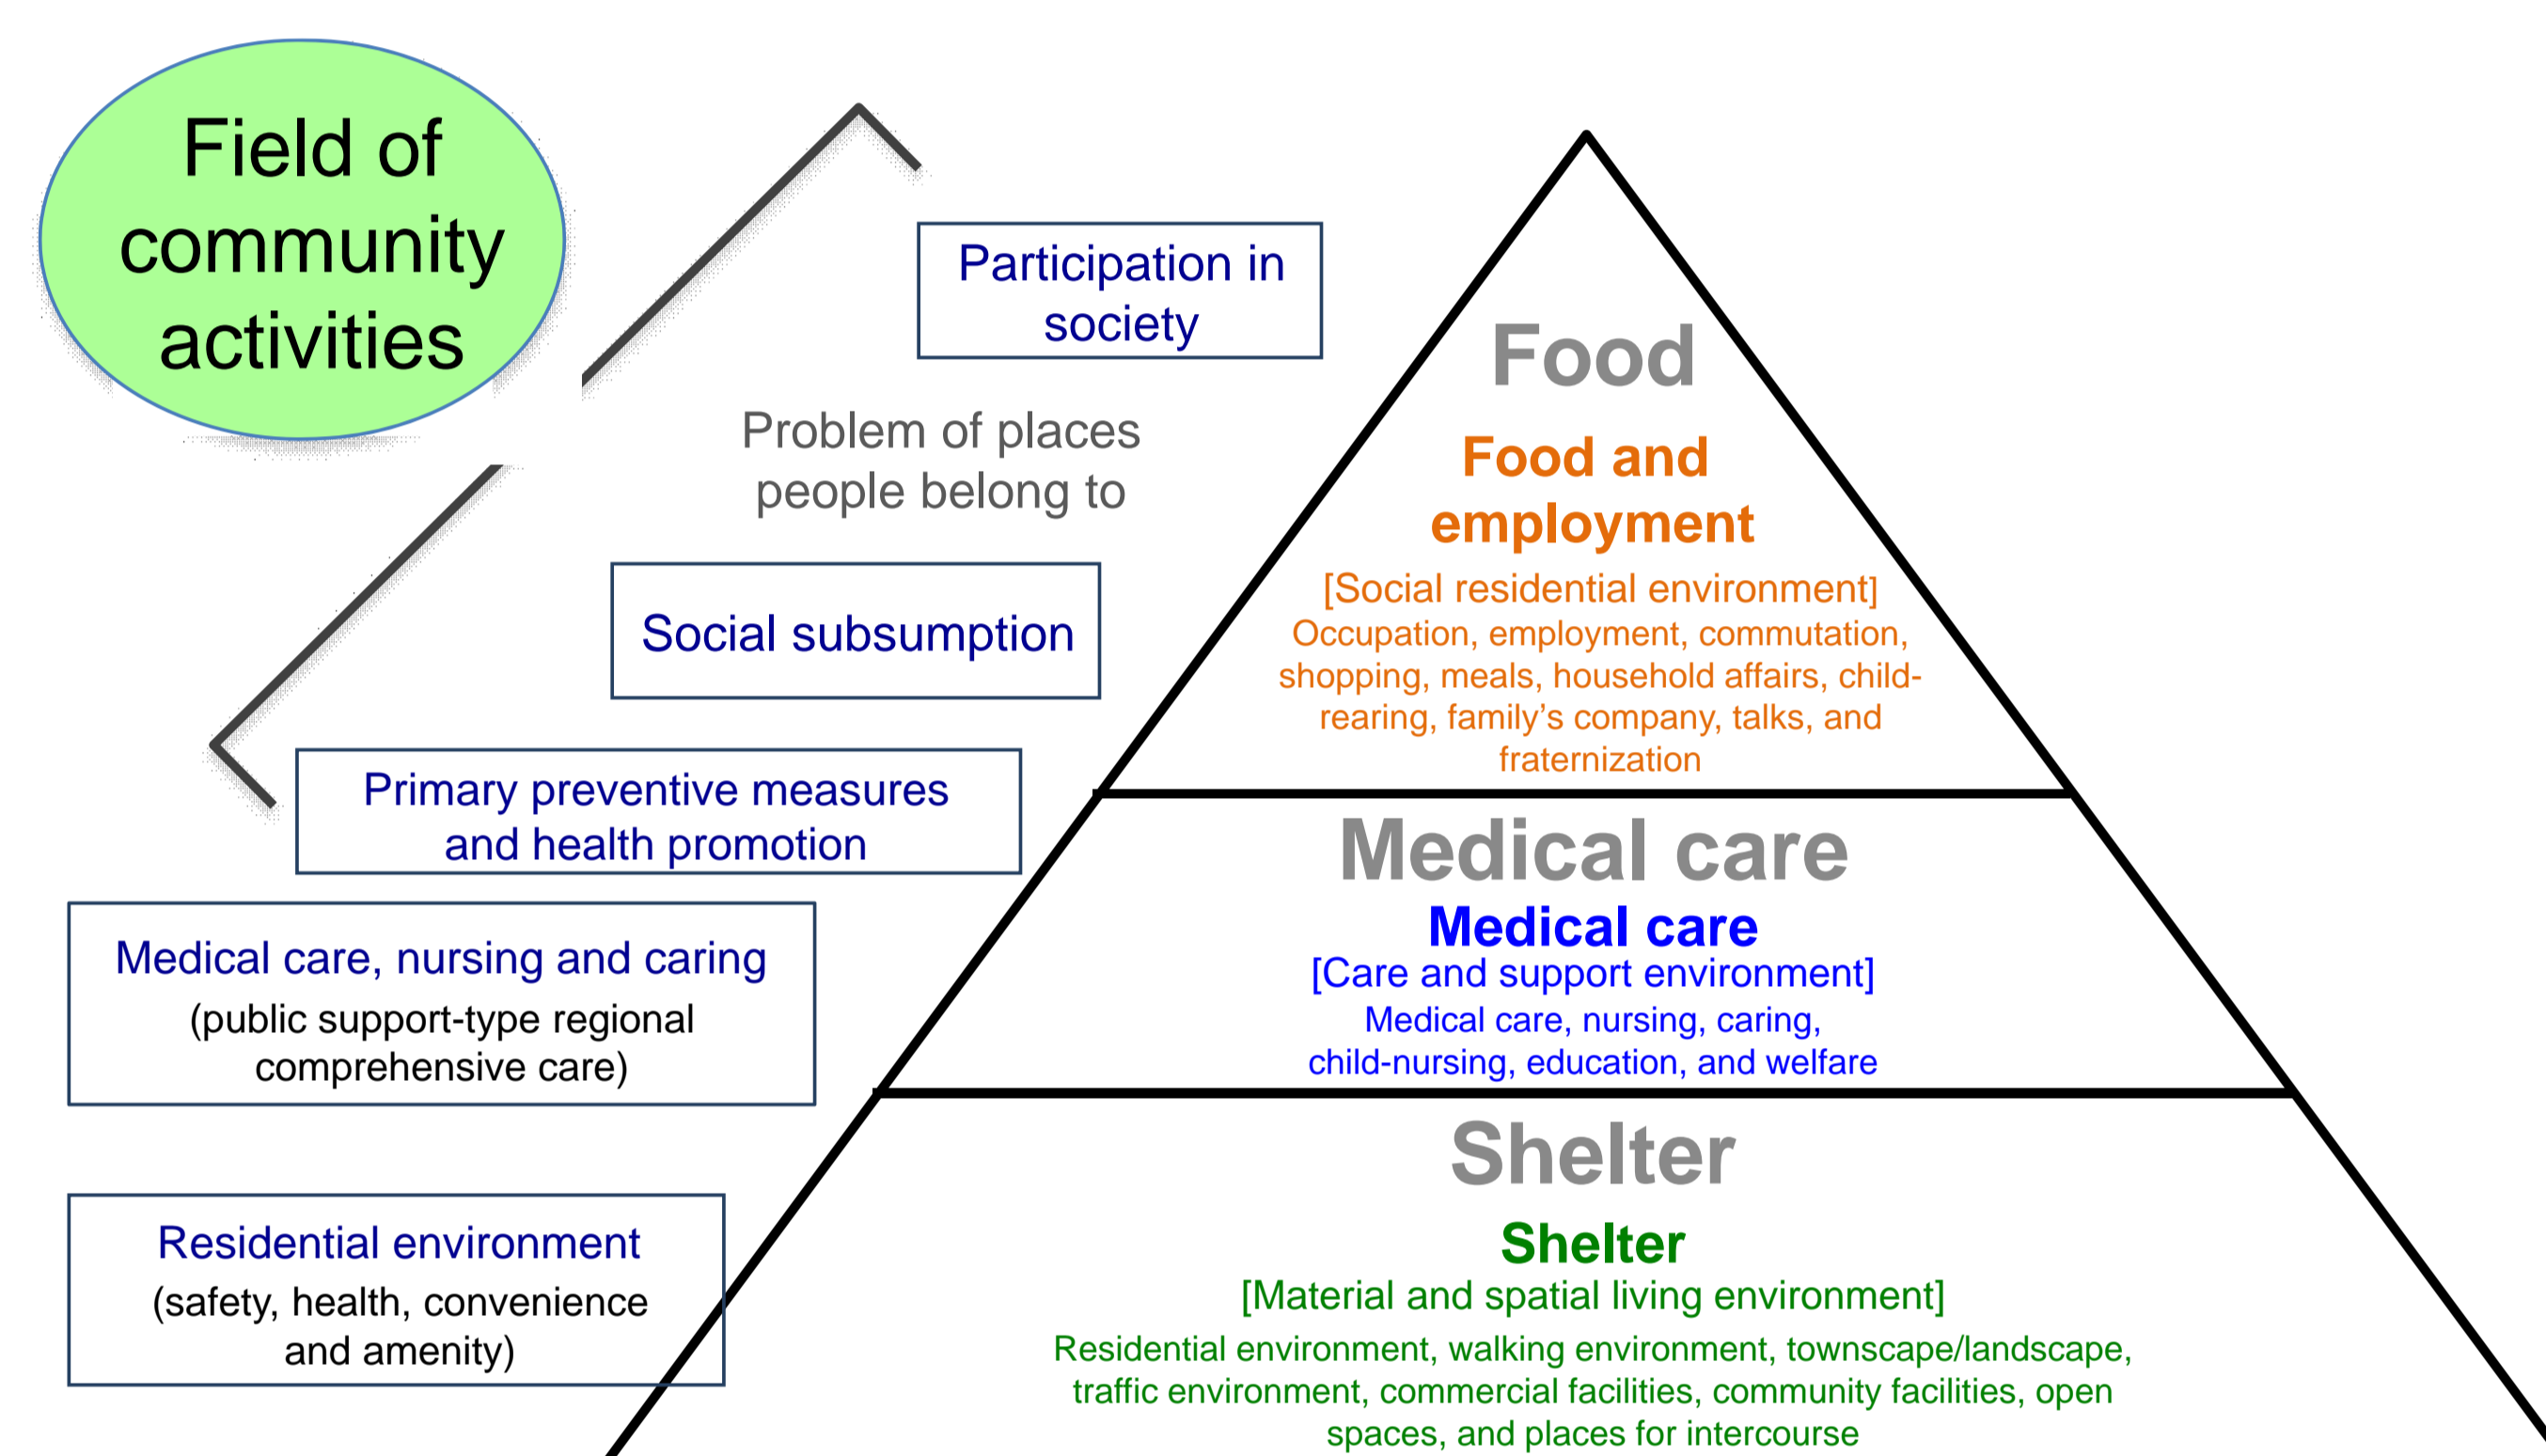 Field of
community
activities
Participation in
society
Problem of places
people belong to
Social subsumption
Primary preventive measures
and health promotion
Medical care, nursing and caring
(public support-type regional
comprehensive care)
Residential environment
(safety, health, convenience
and amenity)
Food
Food and
employment
[Social residential environment]
Occupation, employment, commutation,
shopping, meals, household affairs, child-
rearing, family’s company, talks, and
fraternization
Medical care
Medical care
[Care and support environment]
Medical care, nursing, caring,
child-nursing, education, and welfare
Shelter
Shelter
[Material and spatial living environment]
Residential environment, walking environment, townscape/landscape,
traffic environment, commercial facilities, community facilities, open
spaces, and places for intercourse